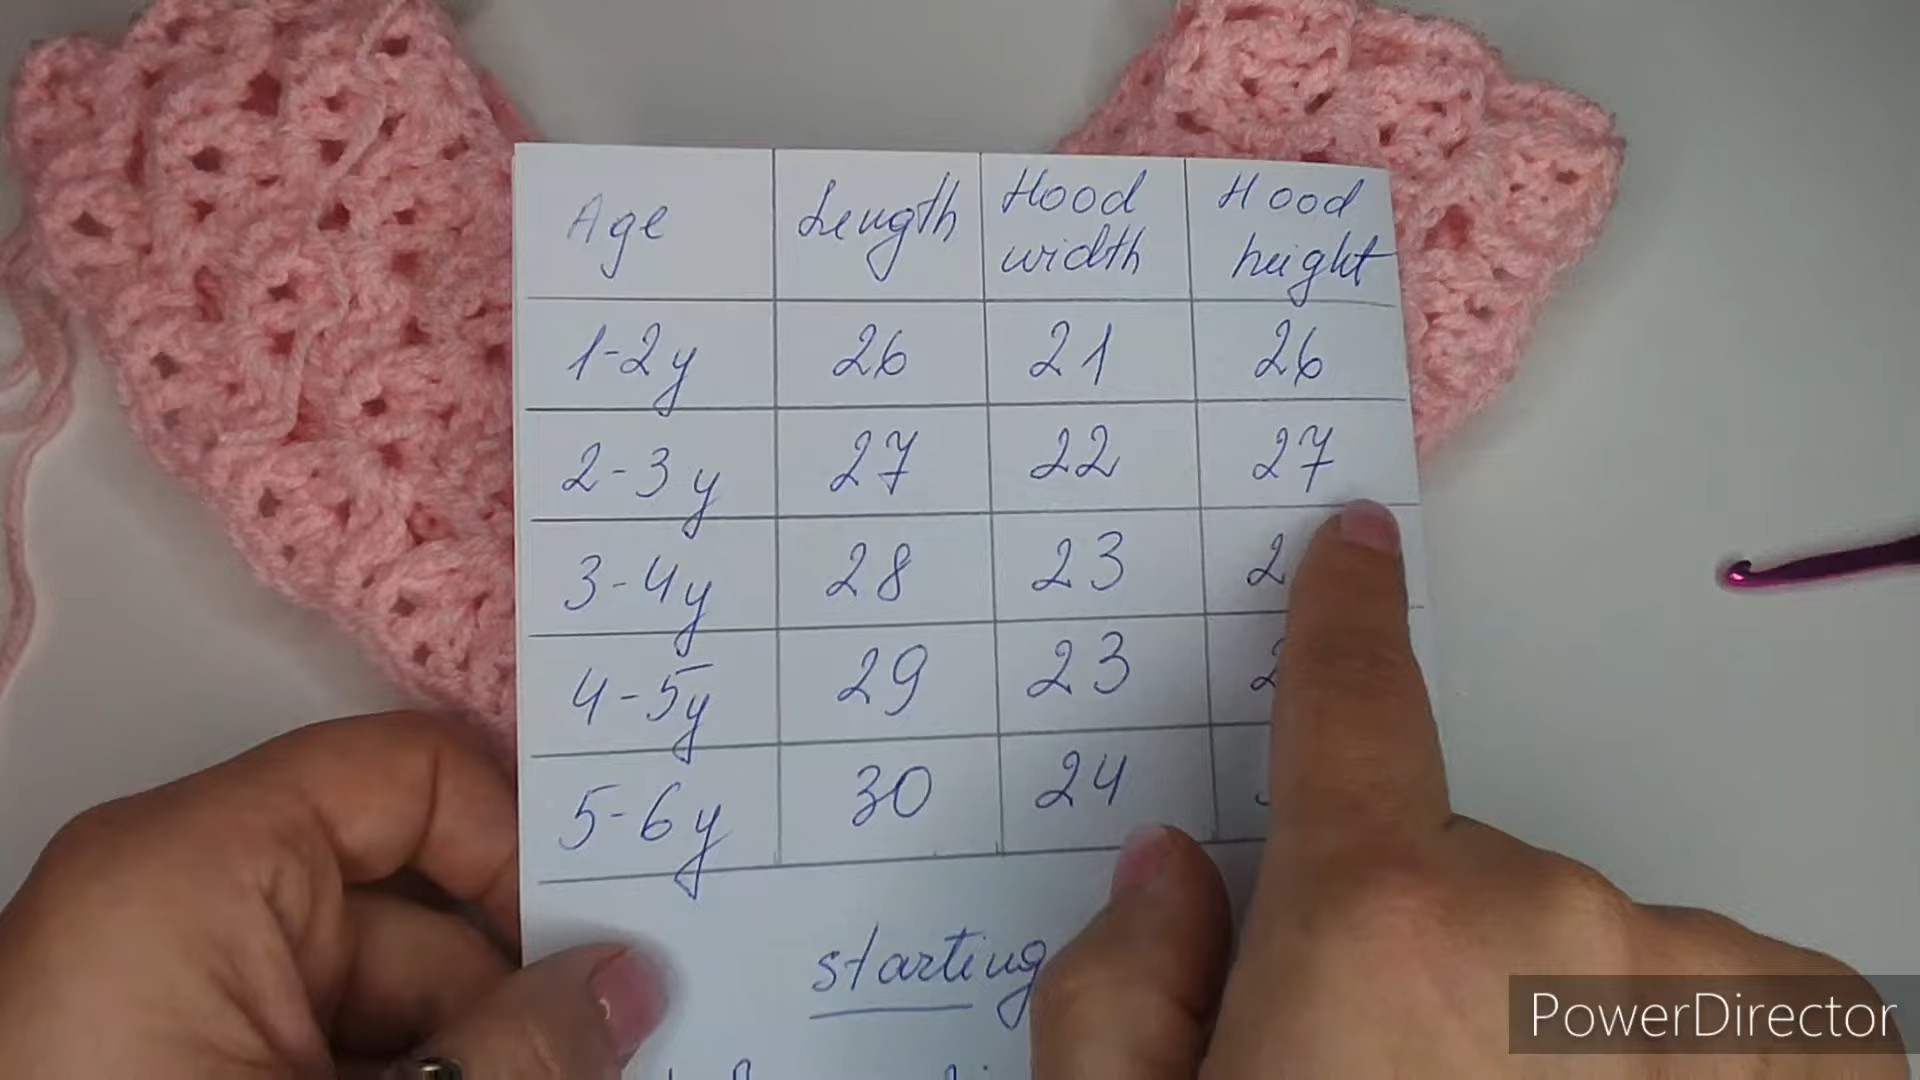 Age Length Hood width Hood height
1-2y 26 21 26
2-3y 27 22 27
3-4y 28 23
4-5y 29 23
5-6y 30 24
starting
PowerDirector